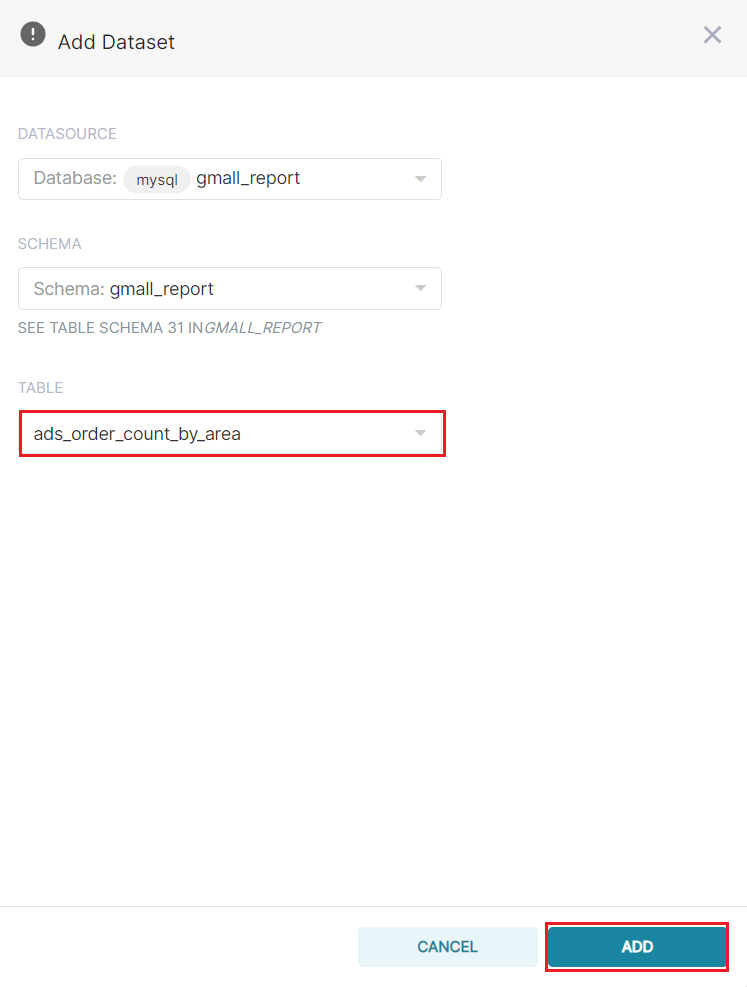 Add Dataset
DATASOURCE
Database: mysql gmall_report
SCHEMA
Schema: gmall_report
SEE TABLE SCHEMA 31 INGMALL_REPORT
TABLE
ads_order_count_by_area
CANCEL
ADD